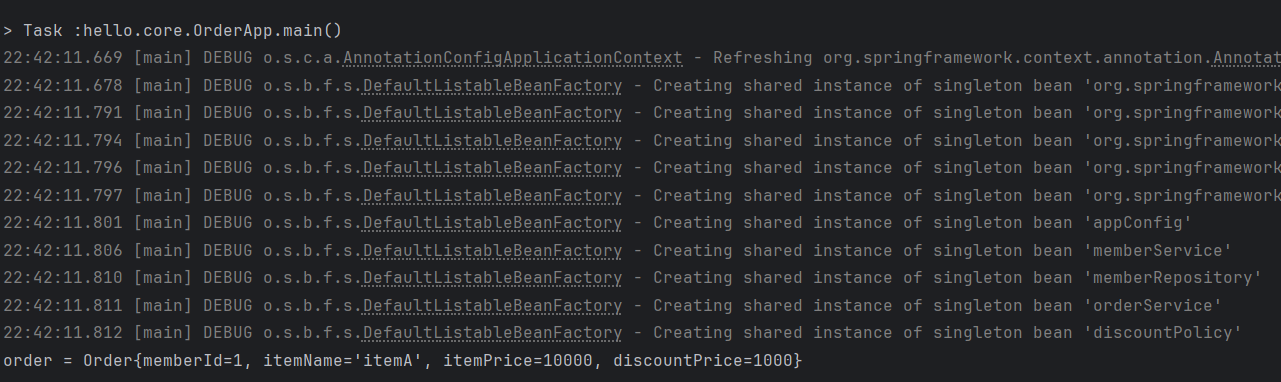 > Task :hello.core.OrderApp.main()
22:42:11.669 [main] DEBUG o.s.c.a.AnnotationConfigApplicationContext - Refreshing org.springframework.context.annotation.Annotat
22:42:11.678 [main] DEBUG o.s.b.f.s.DefaultListableBeanFactory - Creating shared instance of singleton bean 'org.springframework
22:42:11.791 [main] DEBUG o.s.b.f.s.DefaultListableBeanFactory - Creating shared instance of singleton bean 'org.springframework
22:42:11.794 [main] DEBUG o.s.b.f.s.DefaultListableBeanFactory - Creating shared instance of singleton bean 'org.springframework
22:42:11.796 [main] DEBUG o.s.b.f.s.DefaultListableBeanFactory - Creating shared instance of singleton bean 'org.springframework
22:42:11.797 [main] DEBUG o.s.b.f.s.DefaultListableBeanFactory - Creating shared instance of singleton bean 'org.springframework
22:42:11.801 [main] DEBUG o.s.b.f.s.DefaultListableBeanFactory - Creating shared instance of singleton bean 'appConfig'
22:42:11.806 [main] DEBUG o.s.b.f.s.DefaultListableBeanFactory - Creating shared instance of singleton bean 'memberService'
22:42:11.810 [main] DEBUG o.s.b.f.s.DefaultListableBeanFactory - Creating shared instance of singleton bean 'memberRepository'
22:42:11.811 [main] DEBUG o.s.b.f.s.DefaultListableBeanFactory - Creating shared instance of singleton bean 'orderService'
22:42:11.812 [main] DEBUG o.s.b.f.s.DefaultListableBeanFactory - Creating shared instance of singleton bean 'discountPolicy'
order = Order{memberId=1, itemName='itemA', itemPrice=10000, discountPrice=1000}